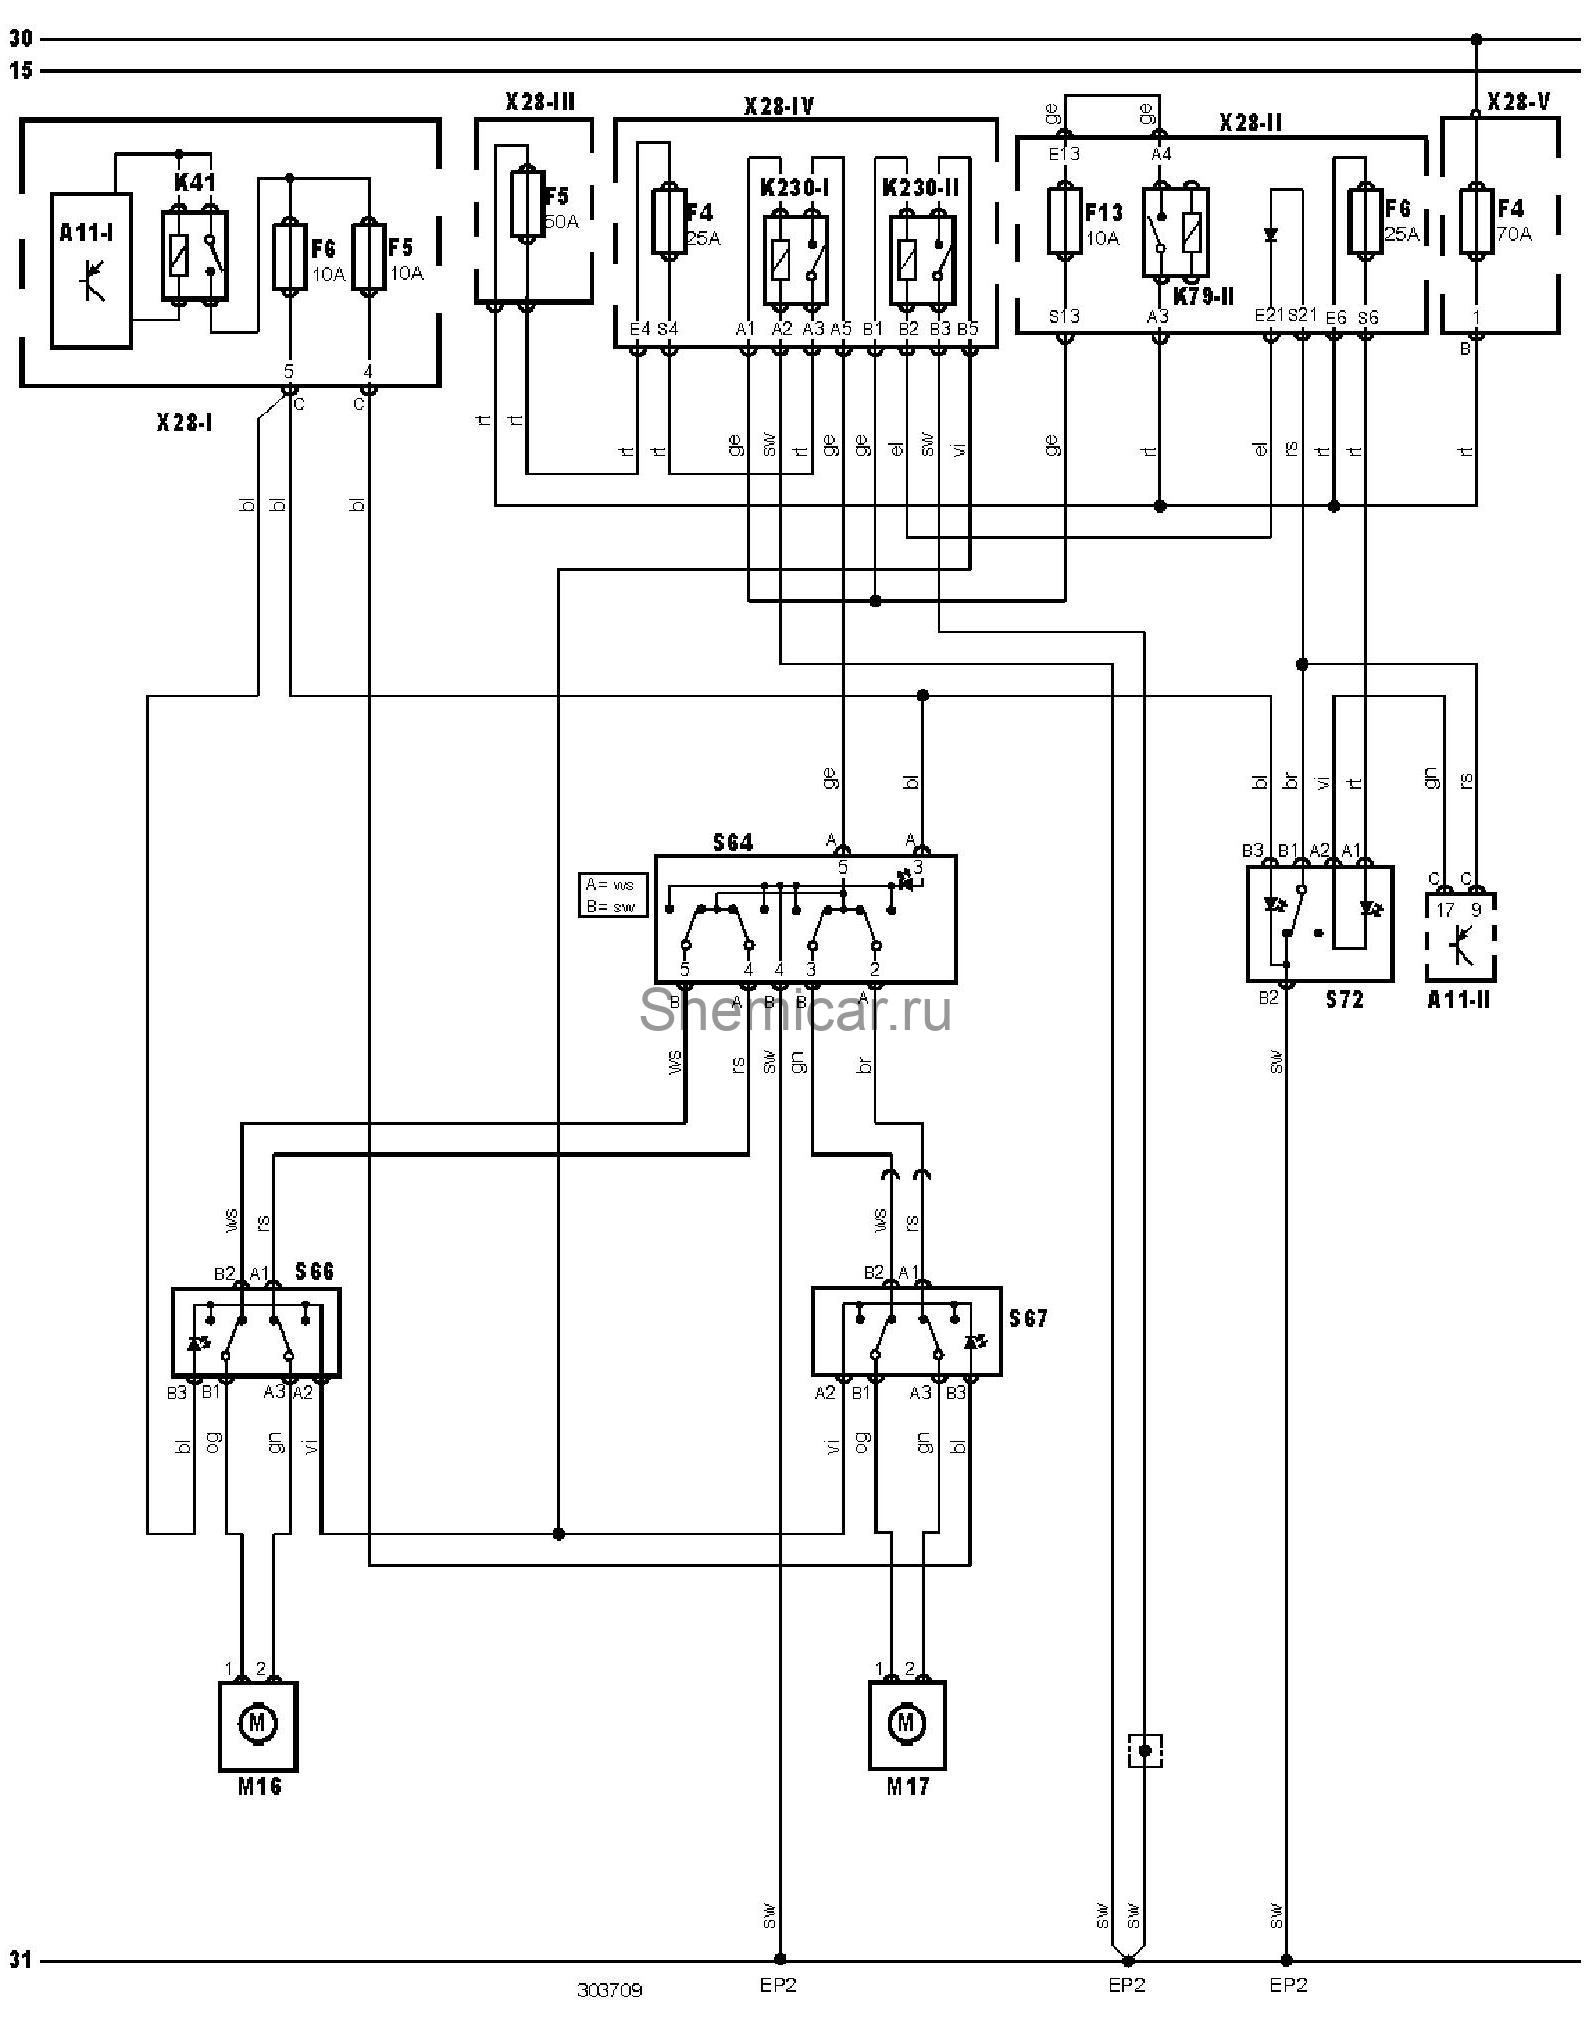 30
15
X28-III
X28-IV
X28-II
X28-V
ge
ge
E13
A4
K41
K230-I
K230-II
A11-I
F6
10A
F5
10A
F5
50A
F4
25A
F13
10A
K79-II
F6
25A
F4
70A
5
4
E4
S4
A1
A2
A3
A5
B1
B2
B3
B5
S13
A3
E21
S21
E6
S6
1
B
C
C
X28-I
rt
rt
rt
rt
ge
sw
rt
ge
ge
el
sw
vi
ge
rt
el
rs
rt
rt
rt
bl
bl
bl
ge
bl
bl
br
vi
rt
gn
rs
S64
A
A
5
3
A= ws
B= sw
5
4
4
3
2
B
A
B
B
A
B3
B1
A2
A1
C
C
17
9
B2
S72
A11-II
Shemicar.ru
ws
rs
sw
gn
br
sw
ws
rs
ws
rs
B2
A1
S66
B2
A1
S67
B3
B1
A3
A2
A2
B1
A3
B3
bl
og
gn
vi
vi
og
gn
bl
1
2
1
2
M
M
M16
M17
sw
sw
sw
sw
31
303709
EP2
EP2
EP2